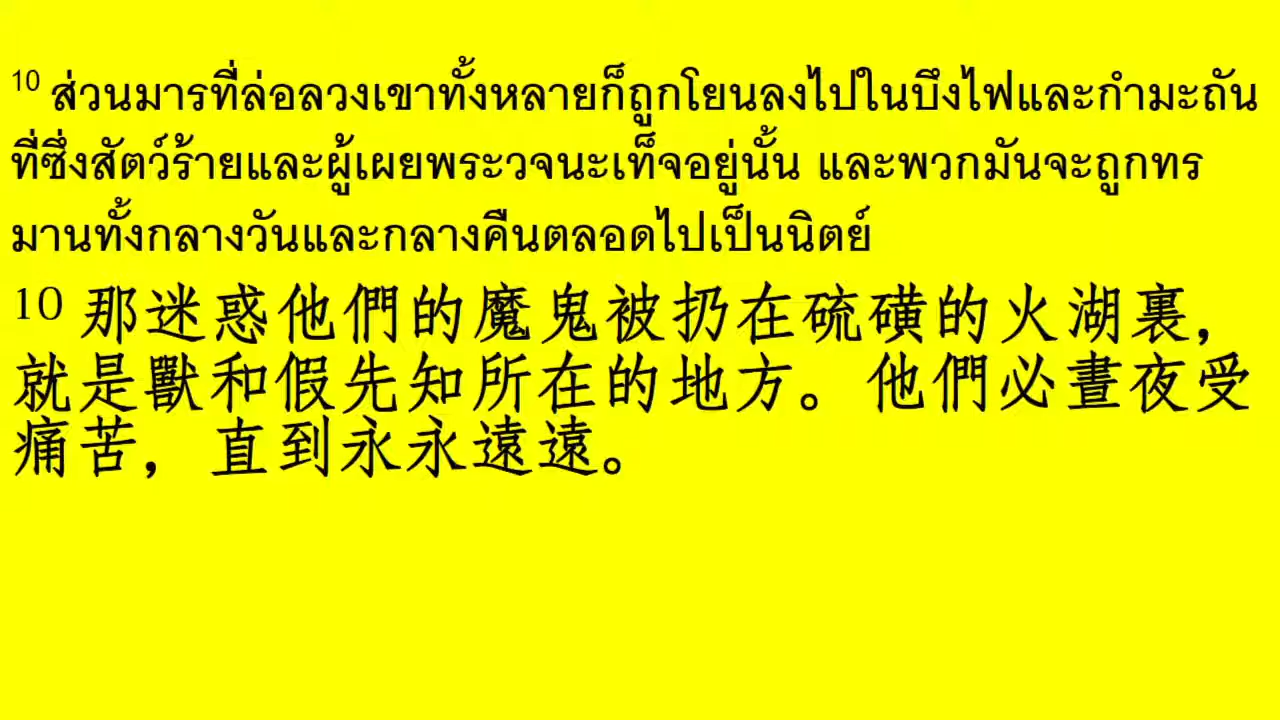 10 ส่วนมารที่ล่อลวงเขาทั้งหลายก็ถูกโยนลงไปในบึงไฟและกำมะถัน
ที่ซึ่งสัตว์ร้ายและผู้เผยพระวจนะเท็จอยู่นั้น และพวกมันจะถูกทร
มานทั้งกลางวันและกลางคืนตลอดไปเป็นนิตย์
10 那迷惑他們的魔鬼被扔在硫磺的火湖裏，
就是獸和假先知所在的地方。他們必晝夜受
痛苦，直到永永遠遠。